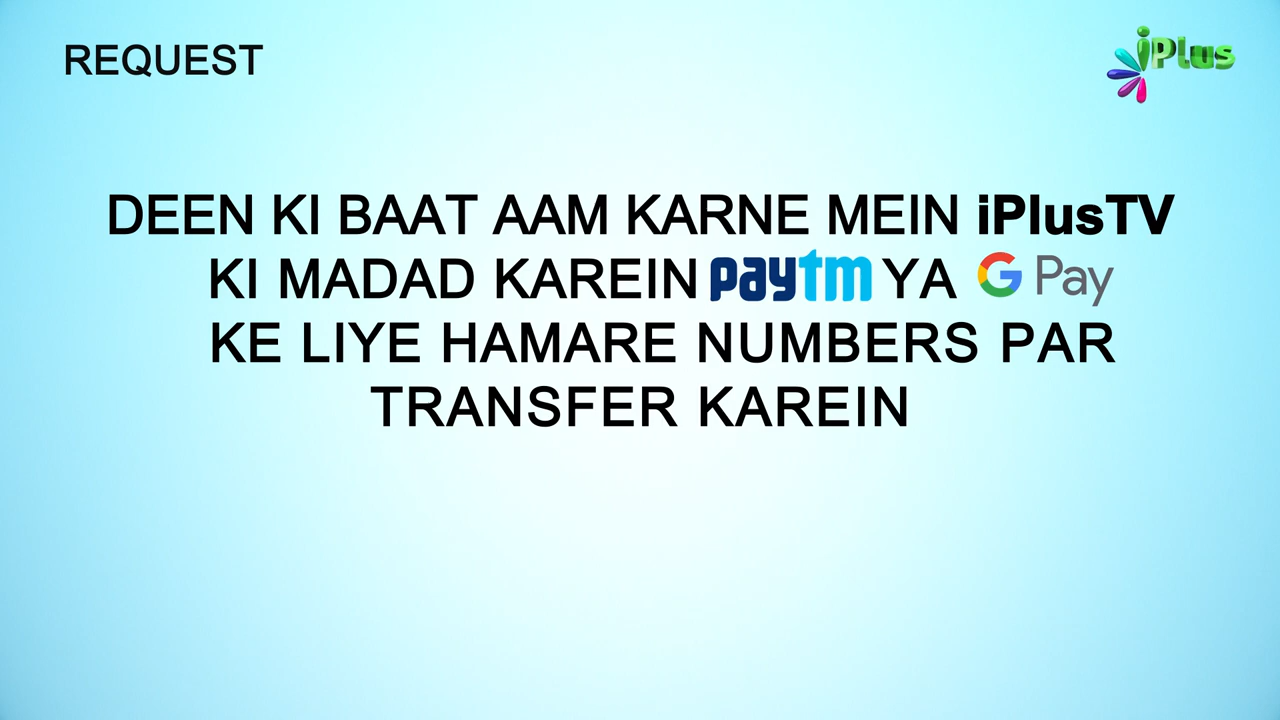 REQUEST
iPlus
DEEN KI BAAT AAM KARNE MEIN iPlusTV
KI MADAD KAREIN paytm YA G Pay
KE LIYE HAMARE NUMBERS PAR
TRANSFER KAREIN